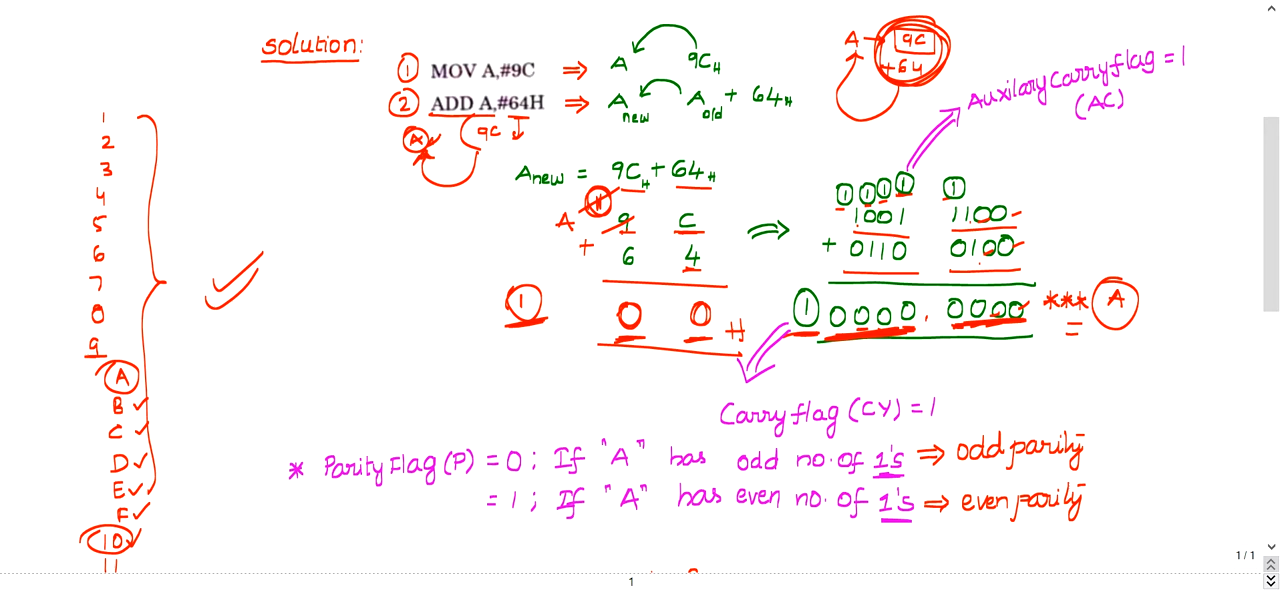 solution:
① MOV A,#9C ⇒ A 9CH
② ADD A,#64H ⇒ Anew Aold + 64H
A 9C
A → 9C
+64
Auxilary Carry flag = 1
(AC)
Anew = 9CH + 64H
1
A 9 C
+ 6 4
① 0 0 H
⇒
① ① ① ① ①
1001 1100
+ 0110 0100
① 0000 . 0000 *** A
=
Carry flag (CY) = 1
* Parity Flag (P) = 0 ; If "A" has odd no. of 1's ⇒ odd parity
= 1 ; If "A" has even no. of 1's ⇒ even parity
1
2
3
4
5
6
7
8
9
A
B ✓
C ✓
D ✓
E ✓
F ✓
10 ✓
11
1 / 1
1